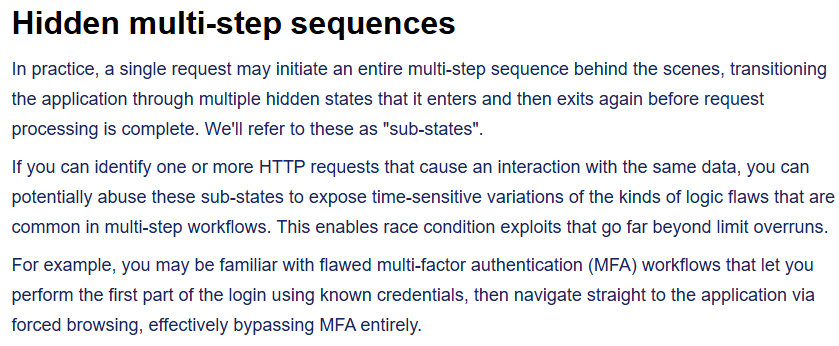 Hidden multi-step sequences
In practice, a single request may initiate an entire multi-step sequence behind the scenes, transitioning
the application through multiple hidden states that it enters and then exits again before request
processing is complete. We'll refer to these as "sub-states".
If you can identify one or more HTTP requests that cause an interaction with the same data, you can
potentially abuse these sub-states to expose time-sensitive variations of the kinds of logic flaws that are
common in multi-step workflows. This enables race condition exploits that go far beyond limit overruns.
For example, you may be familiar with flawed multi-factor authentication (MFA) workflows that let you
perform the first part of the login using known credentials, then navigate straight to the application via
forced browsing, effectively bypassing MFA entirely.